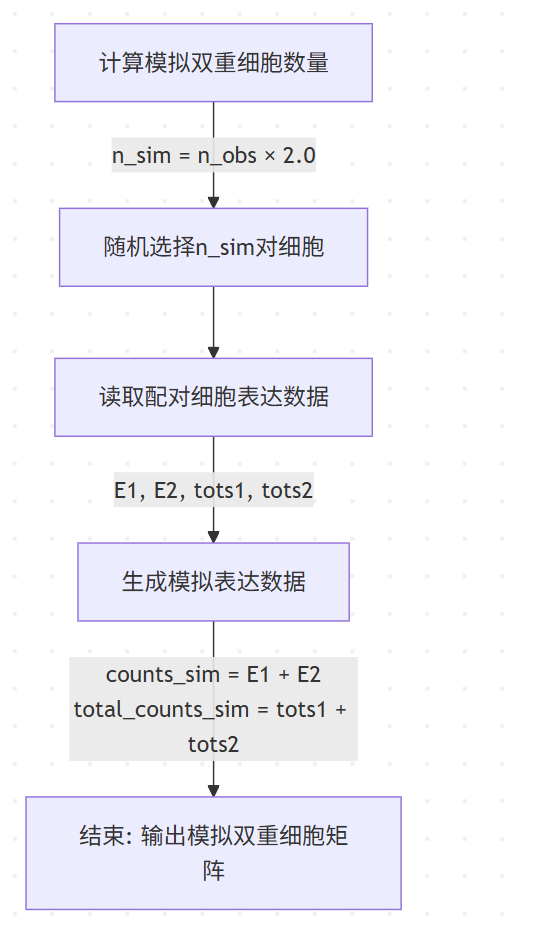 计算模拟双重细胞数量
n_sim = n_obs × 2.0
随机选择n_sim对细胞
读取配对细胞表达数据
E1, E2, tots1, tots2
生成模拟表达数据
counts_sim = E1 + E2
total_counts_sim = tots1 +
tots2
结束: 输出模拟双重细胞矩
阵